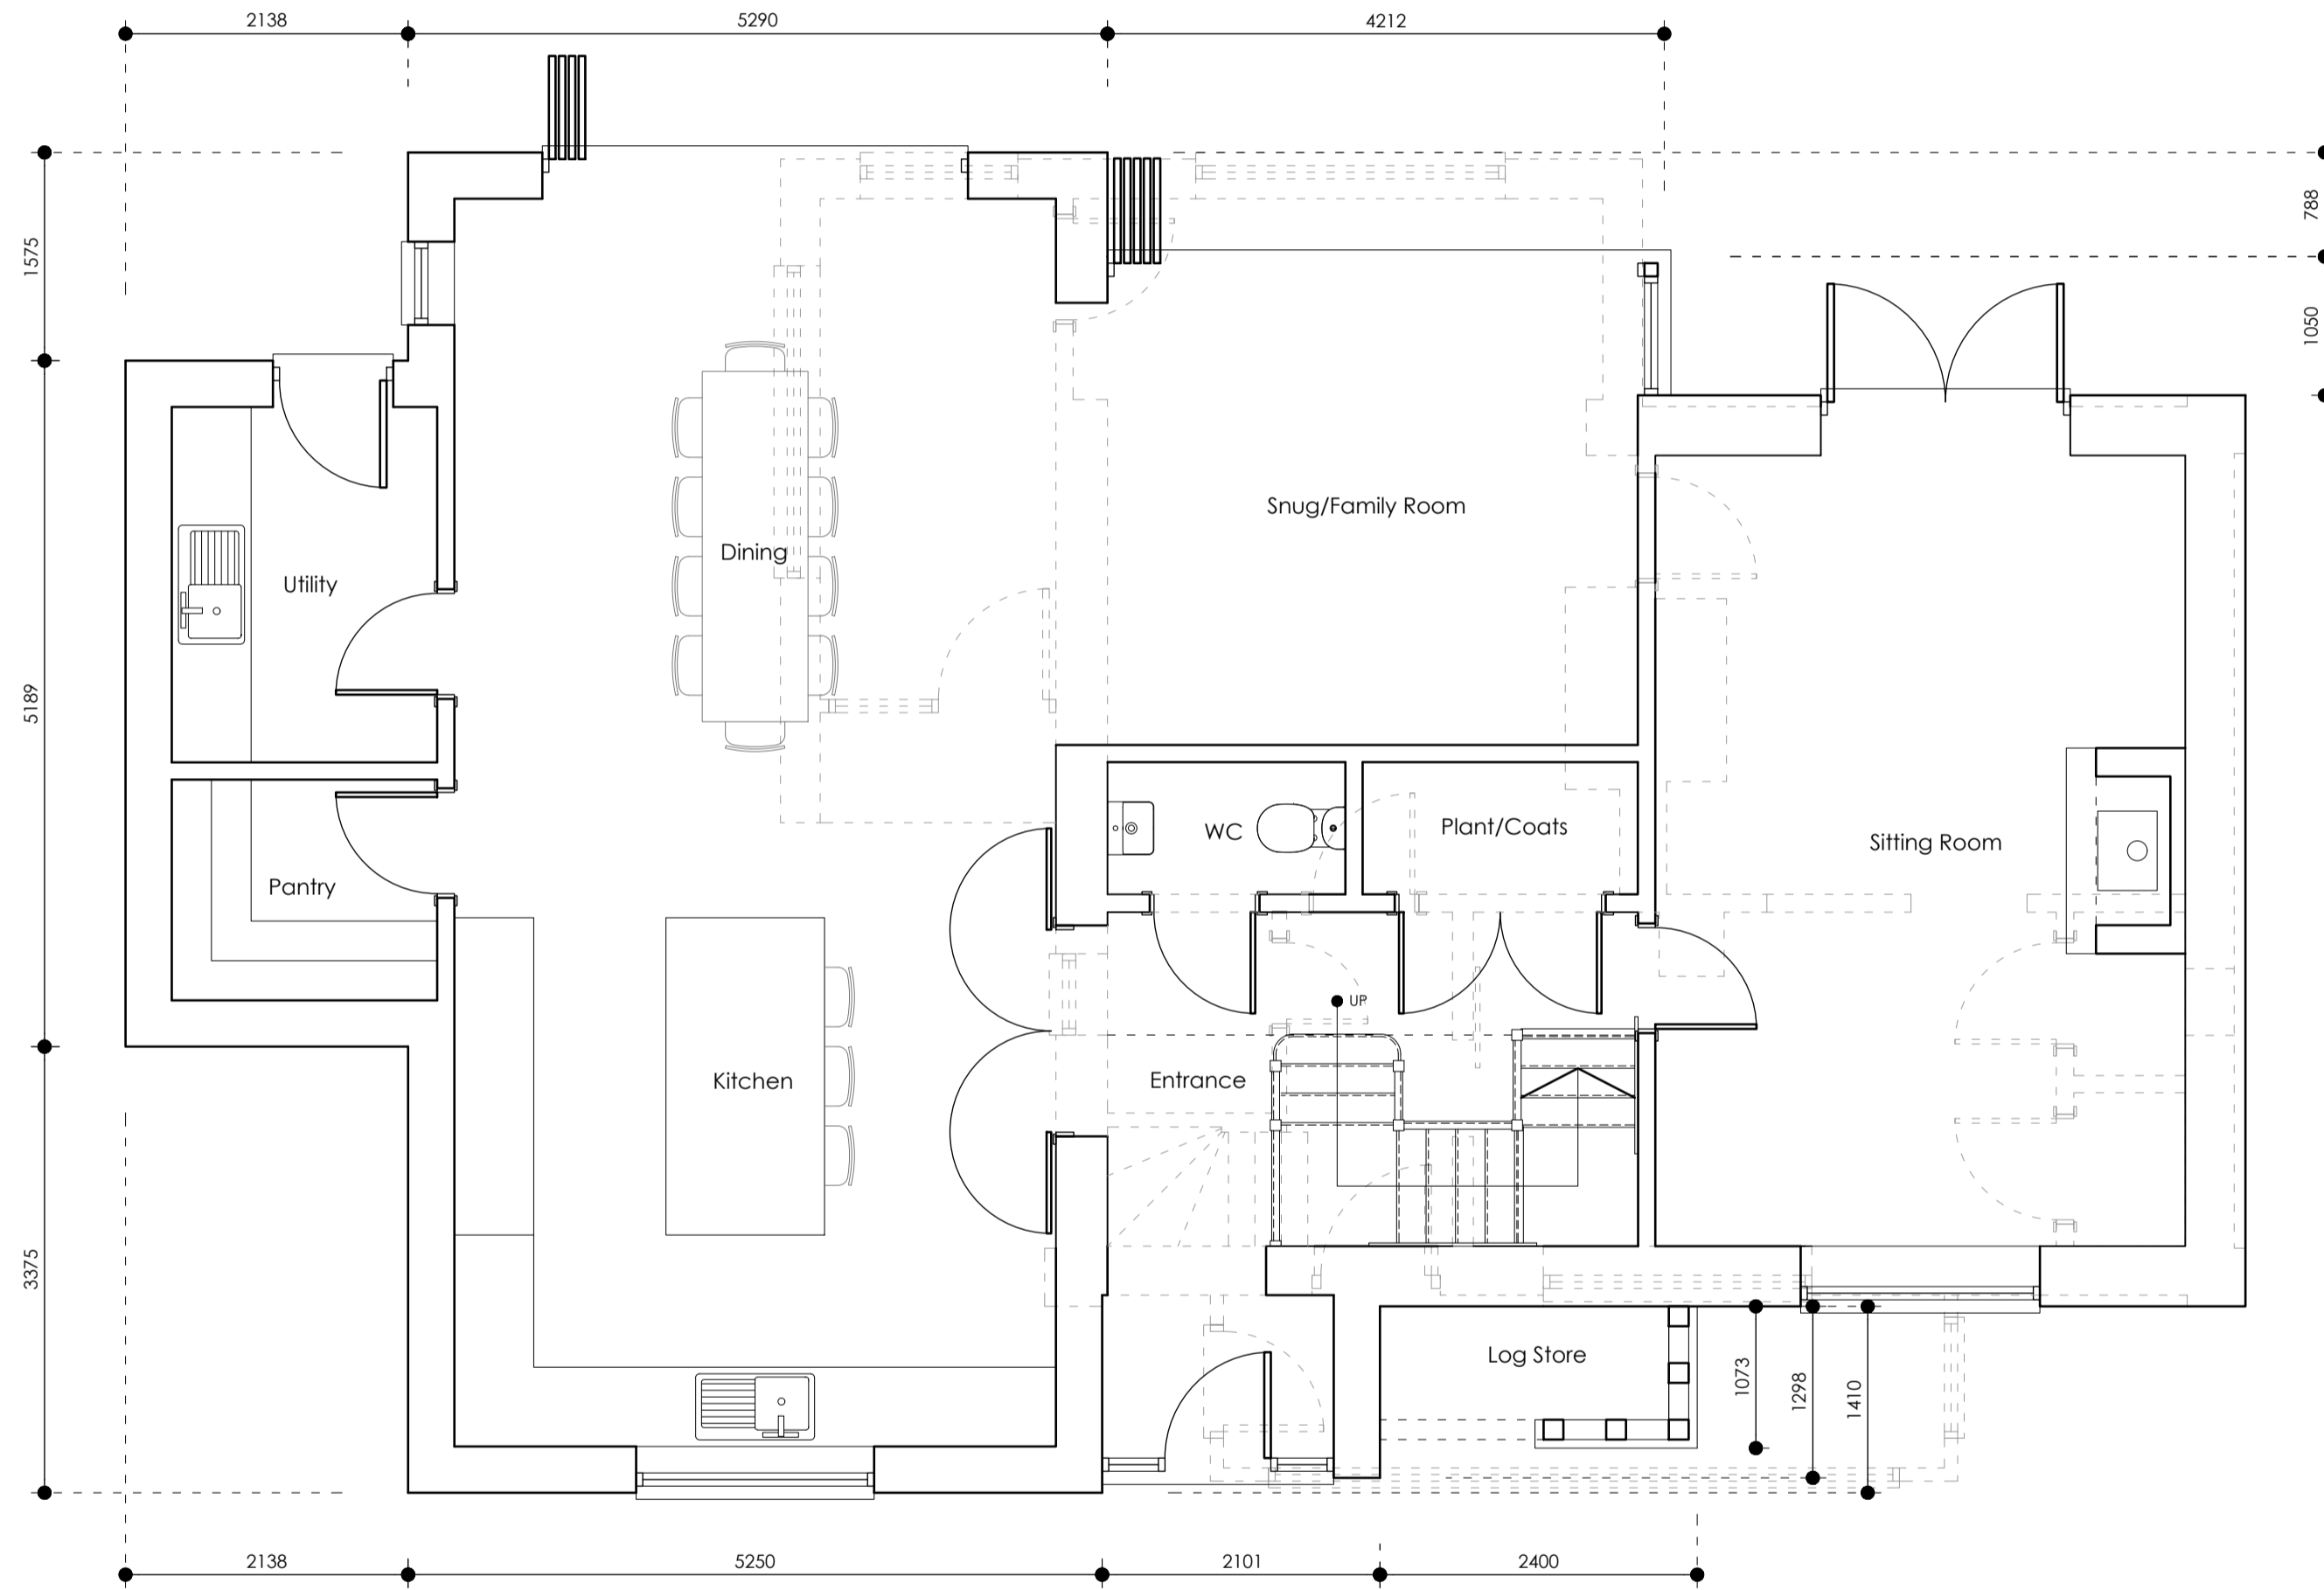 2138
5290
4212
788
1575
1050
Snug/Family Room
Dining
Utility
5189
WC
Plant/Coats
Sitting Room
Pantry
UP
Kitchen
Entrance
3375
Log Store
1073
1298
1410
2138
5250
2101
2400